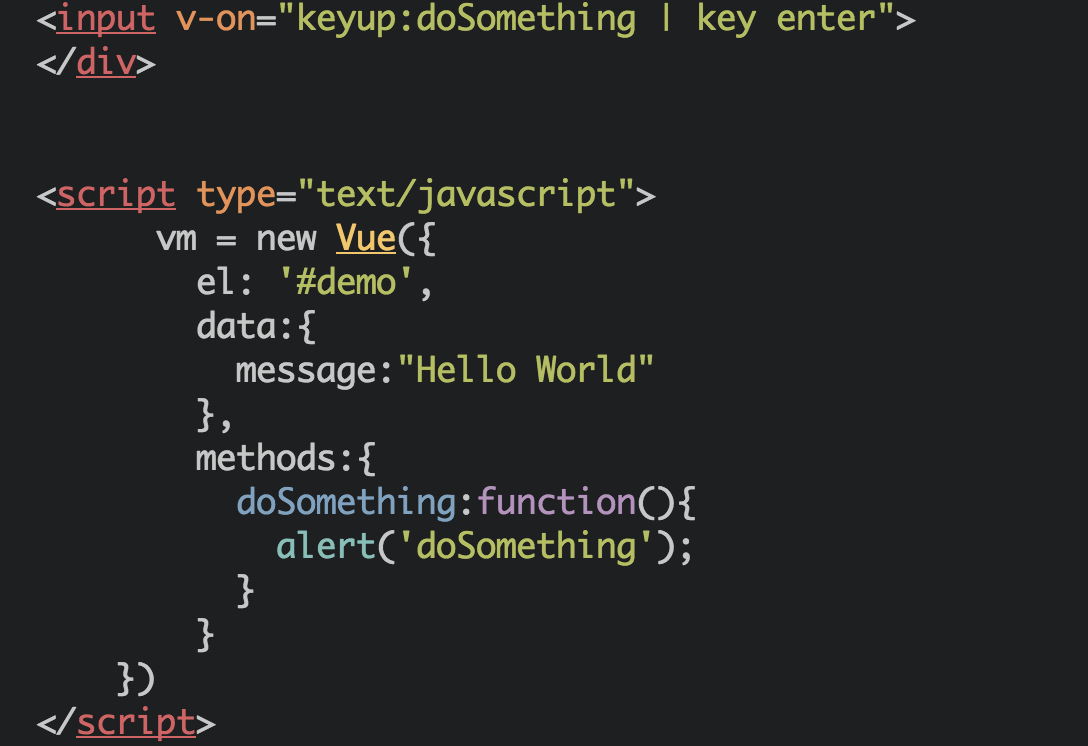 <input v-on="keyup:doSomething | key enter">
</div>
<script type="text/javascript">
vm = new Vue({
el: '#demo',
data:{
message:"Hello World"
},
methods:{
doSomething:function(){
alert('doSomething');
}
}
})
</script>